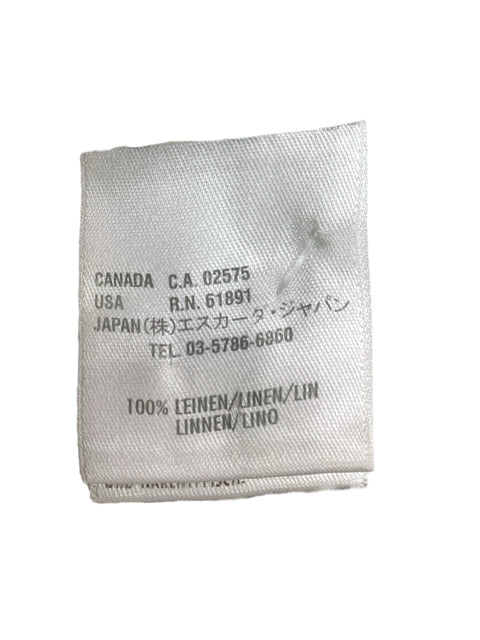 CANADA C.A. 02575
USA R.N. 61891
JAPAN(株)エスカーダ・ジャパン
TEL. 03-5786-6860
100% LEINEN/LINEN/LIN
LINNEN/LINO